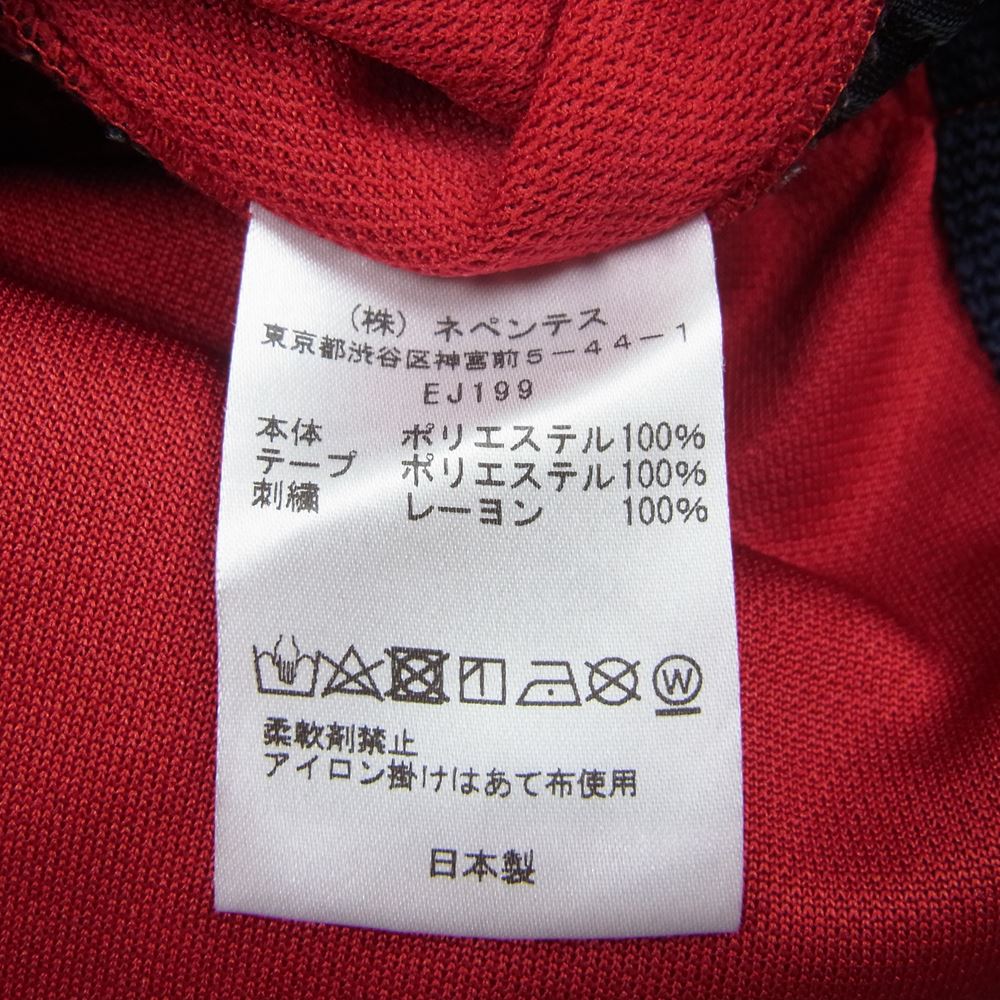 (株) ネペンテス
東京都渋谷区神宮前5-44-1
EJ199
本体 ポリエステル100%
テープ ポリエステル100%
刺繍 レーヨン 100%
W
柔軟剤禁止
アイロン掛けはあて布使用
日本製